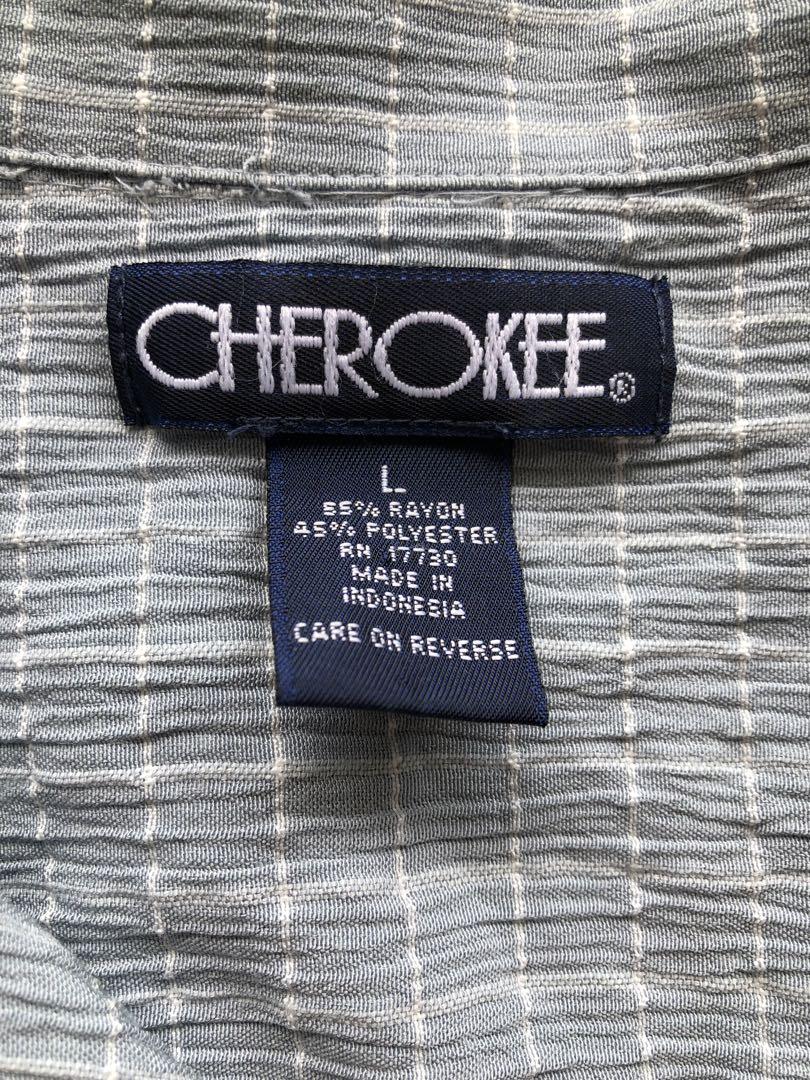 CHEROKEE®
L
55% RAYON
45% POLYESTER
RN 17730
MADE IN
INDONESIA
CARE ON REVERSE